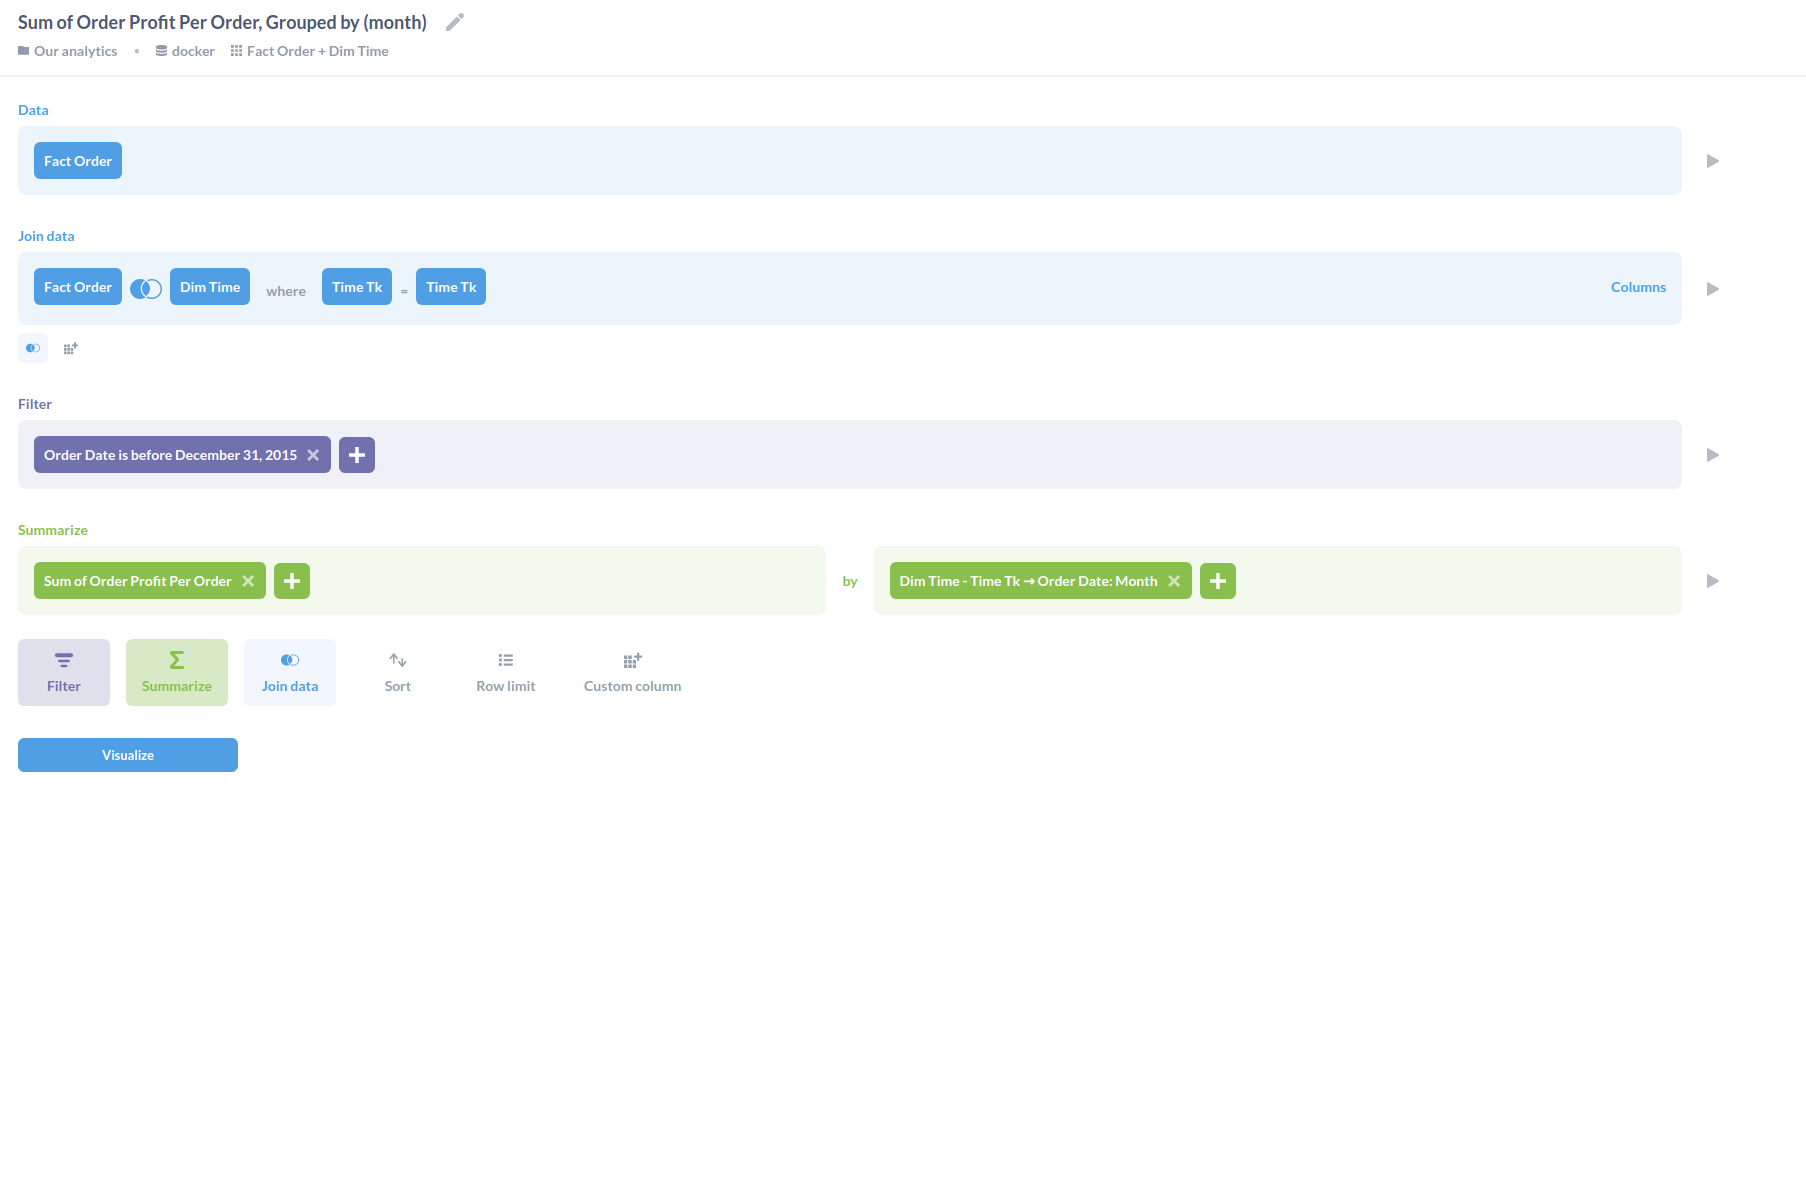 Sum of Order Profit Per Order, Grouped by (month)
Our analytics • docker Fact Order + Dim Time
Data
Fact Order
Join data
Fact Order Dim Time where Time Tk = Time Tk Columns
Filter
Order Date is before December 31, 2015
Summarize
Sum of Order Profit Per Order by Dim Time - Time Tk → Order Date: Month
Filter Summarize Join data Sort Row limit Custom column
Visualize